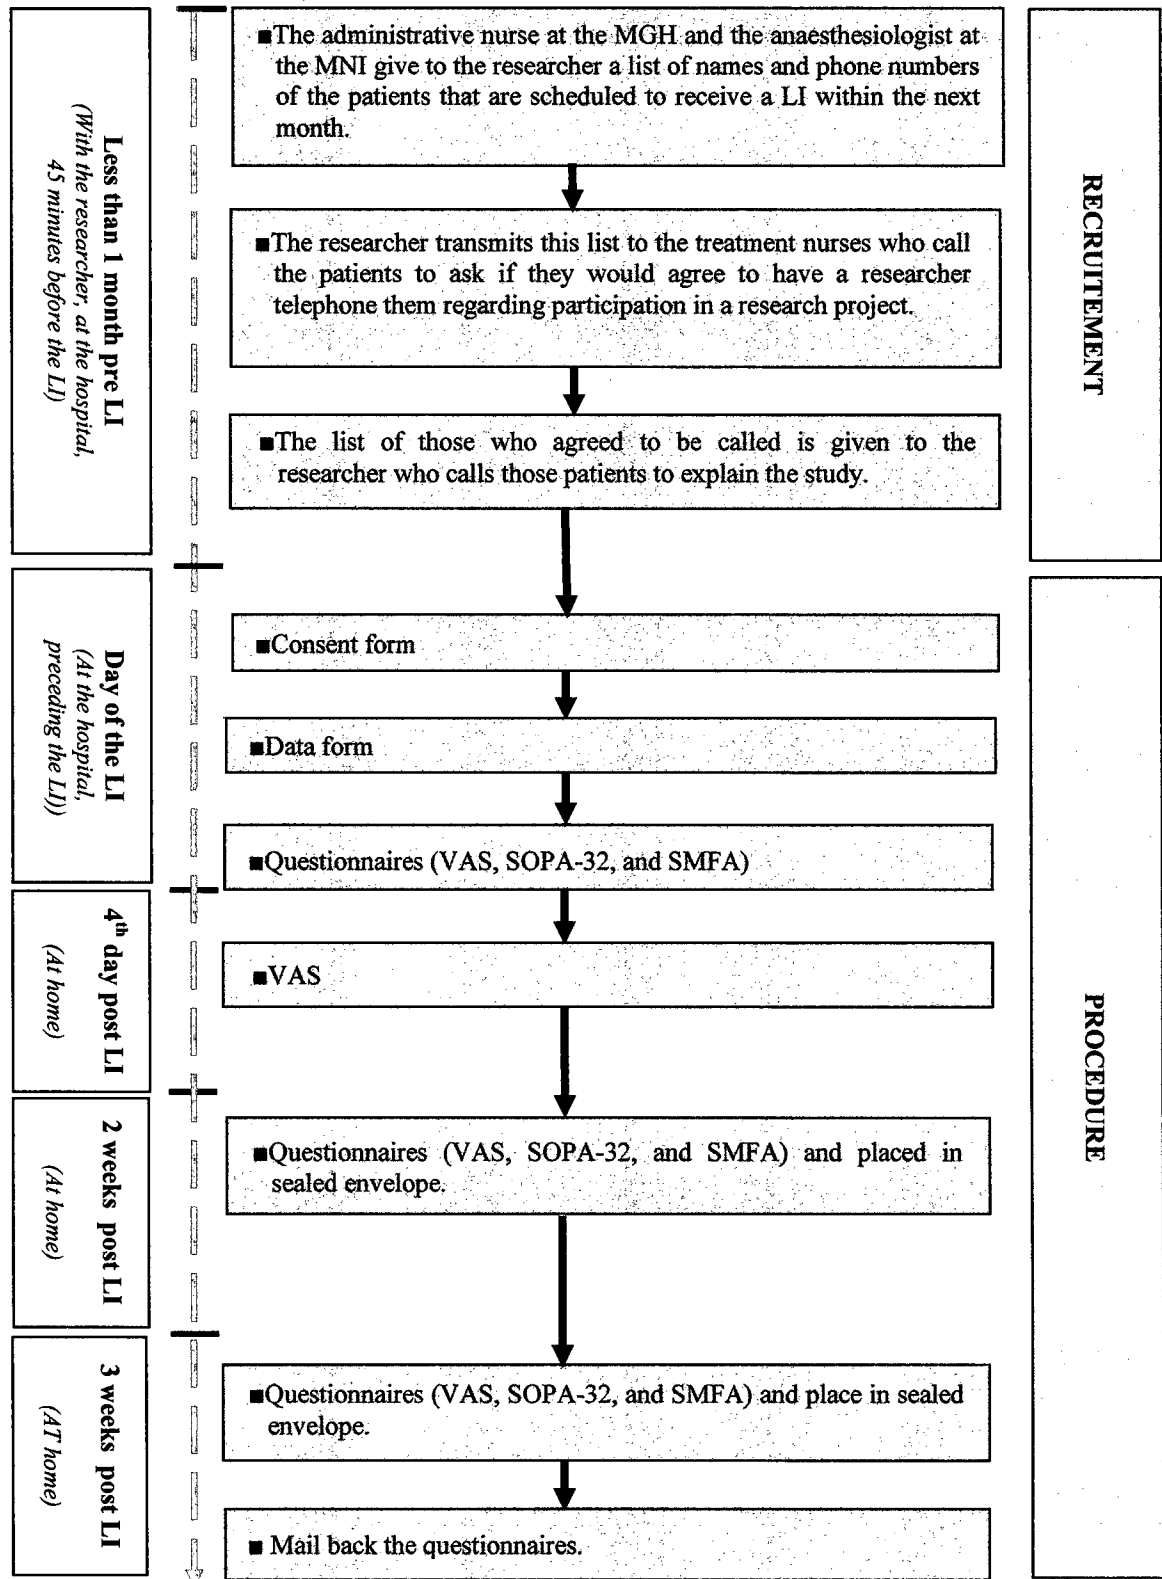 Less than 1 month pre LI
(With the researcher, at the hospital,
45 minutes before the LI)
■The administrative nurse at the MGH and the anaesthesiologist at
the MNI give to the researcher a list of names and phone numbers
of the patients that are scheduled to receive a LI within the next
month.
■The researcher transmits this list to the treatment nurses who call
the patients to ask if they would agree to have a researcher
telephone them regarding participation in a research project.
■The list of those who agreed to be called is given to the
researcher who calls those patients to explain the study.
RECRUITEMENT
Day of the LI
(At the hospital,
preceding the LI))
■Consent form
■Data form
■Questionnaires (VAS, SOPA-32, and SMFA)
4th day post LI
(At home)
■VAS
2 weeks post LI
(At home)
■Questionnaires (VAS, SOPA-32, and SMFA) and placed in
sealed envelope.
3 weeks post LI
(AT home)
■Questionnaires (VAS, SOPA-32, and SMFA) and place in sealed
envelope.
■ Mail back the questionnaires.
PROCEDURE